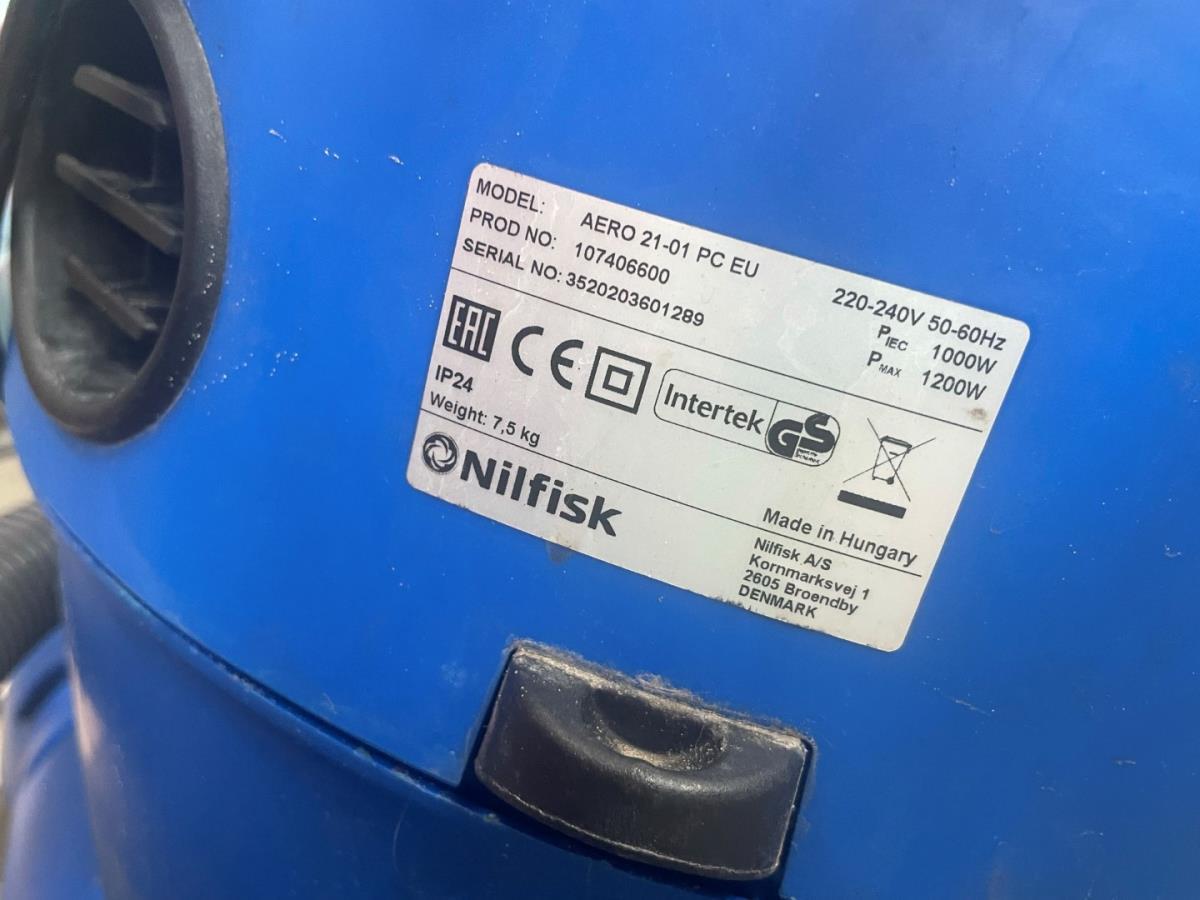 MODEL: AERO 21-01 PC EU
PROD NO: 107406600
SERIAL NO: 3520203601289
220-240V 50-60Hz
PIEC 1000W
PMAX 1200W
EAC CE Intertek GS
IP24
Weight: 7,5 kg
Nilfisk
Made in Hungary
Nilfisk A/S
Kornmarksvej 1
2605 Broendby
DENMARK